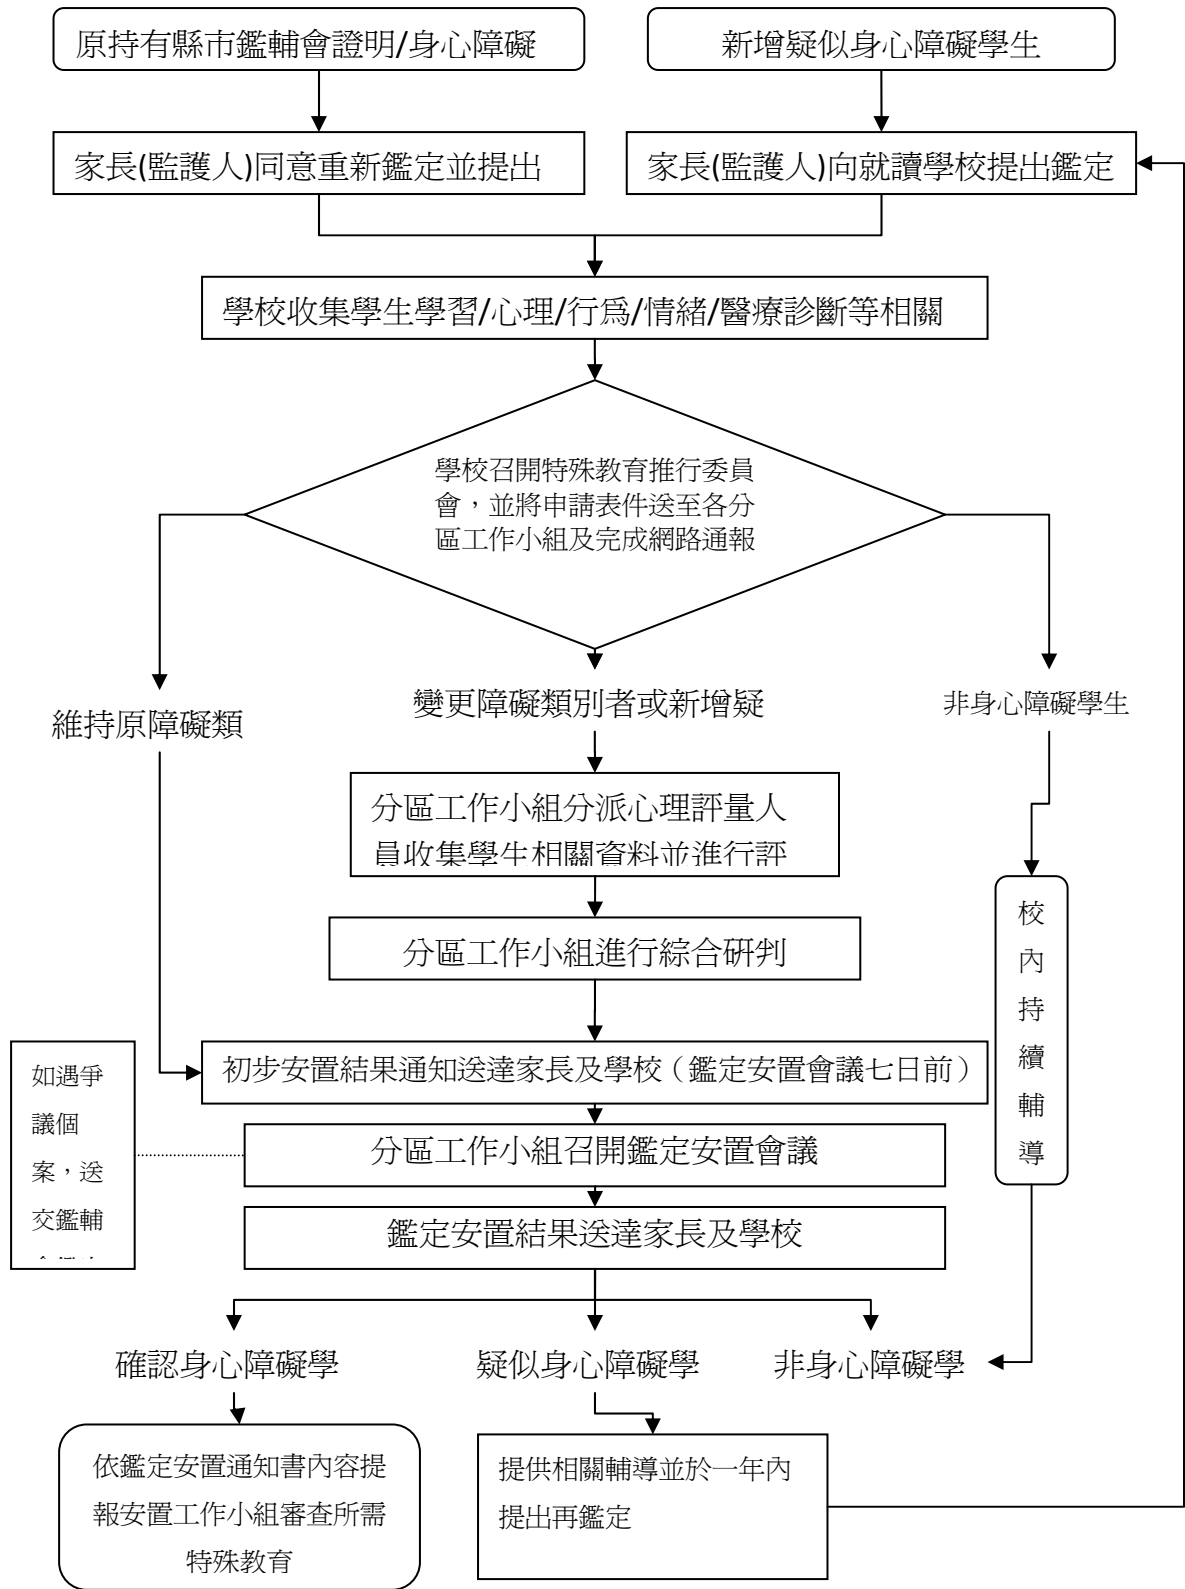 原持有縣市鑑輔會證明/身心障礙
新增疑似身心障礙學生
家長(監護人)同意重新鑑定並提出
家長(監護人)向就讀學校提出鑑定
學校收集學生學習/心理/行為/情緒/醫療診斷等相關
學校召開特殊教育推行委員
會，並將申請表件送至各分
區工作小組及完成網路通報
維持原障礙類
變更障礙類別者或新增疑
非身心障礙學生
分區工作小組分派心理評量人
員收集學生相關資料並進行評
分區工作小組進行綜合研判
校
內
持
續
輔
導
初步安置結果通知送達家長及學校（鑑定安置會議七日前）
如遇爭
議個
案，送
交鑑輔
分區工作小組召開鑑定安置會議
鑑定安置結果送達家長及學校
確認身心障礙學
疑似身心障礙學
非身心障礙學
依鑑定安置通知書內容提
報安置工作小組審查所需
特殊教育
提供相關輔導並於一年內
提出再鑑定